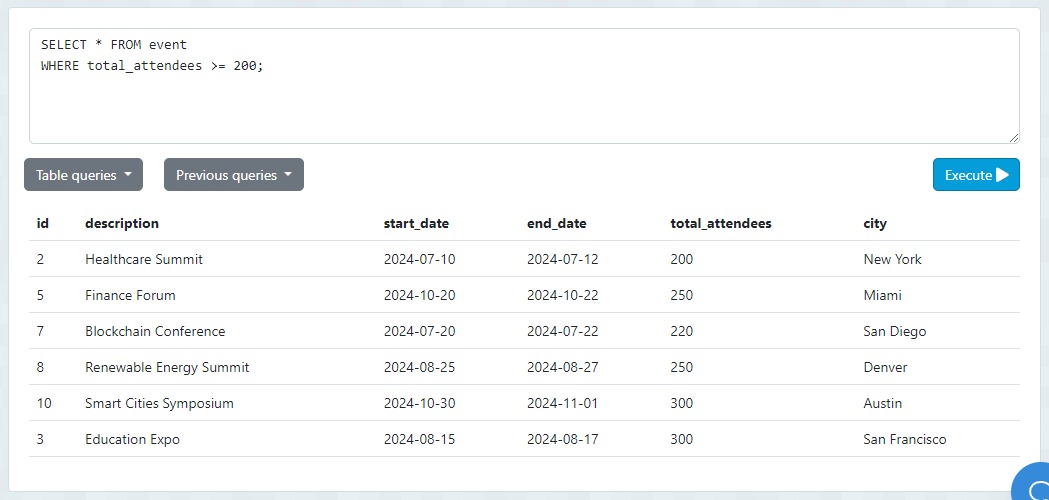 SELECT * FROM event
WHERE total_attendees >= 200;
Table queries Previous queries Execute
id description start_date end_date total_attendees city
2 Healthcare Summit 2024-07-10 2024-07-12 200 New York
5 Finance Forum 2024-10-20 2024-10-22 250 Miami
7 Blockchain Conference 2024-07-20 2024-07-22 220 San Diego
8 Renewable Energy Summit 2024-08-25 2024-08-27 250 Denver
10 Smart Cities Symposium 2024-10-30 2024-11-01 300 Austin
3 Education Expo 2024-08-15 2024-08-17 300 San Francisco